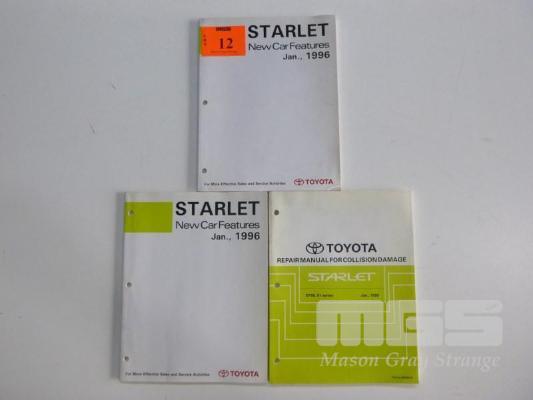 12
STARLET
New Car Features
Jan., 1996
For More Effective Sales and Service Activities
TOYOTA
STARLET
New Car Features
Jan., 1996
For More Effective Sales and Service Activities
TOYOTA
TOYOTA
REPAIR MANUAL FOR COLLISION DAMAGE
STARLET
series
Jan., 1996
MGS
Mason Gray Strange